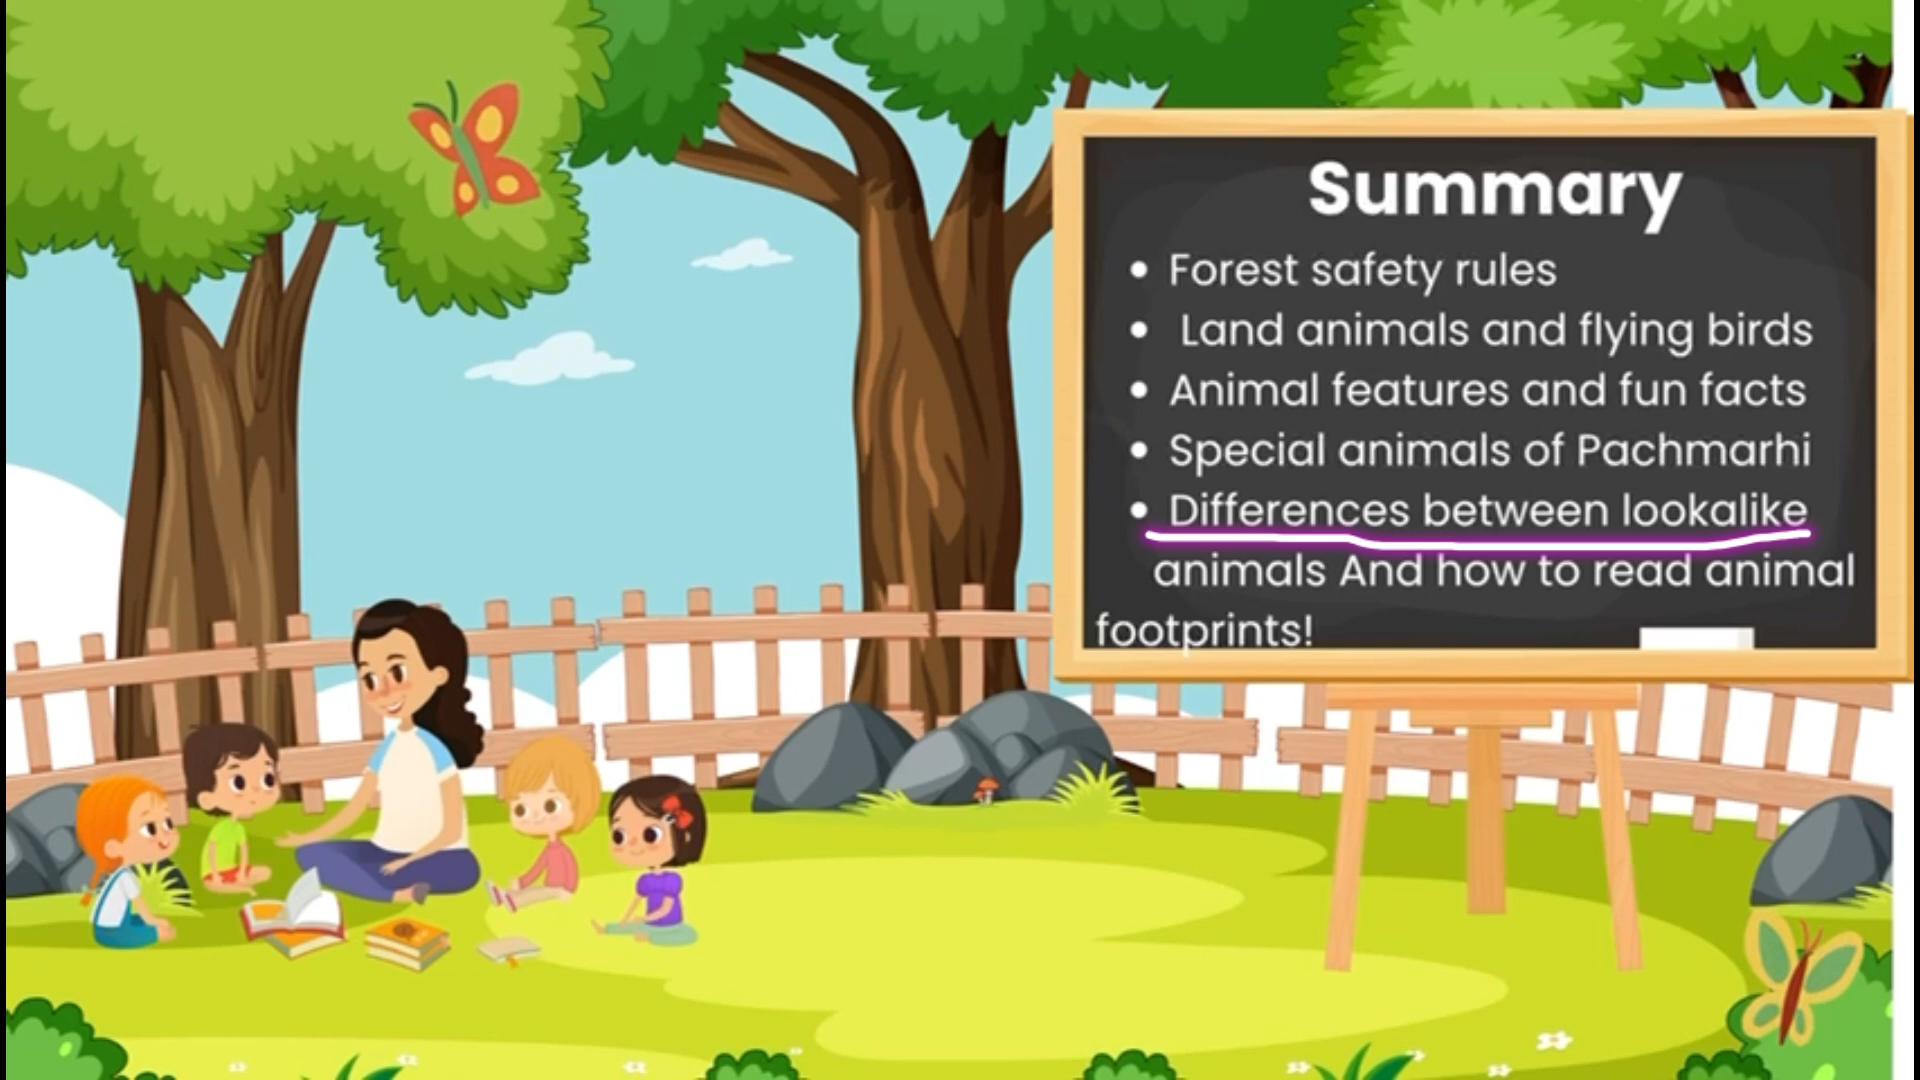 Summary
• Forest safety rules
• Land animals and flying birds
• Animal features and fun facts
• Special animals of Pachmarhi
• Differences between lookalike
animals And how to read animal
footprints!